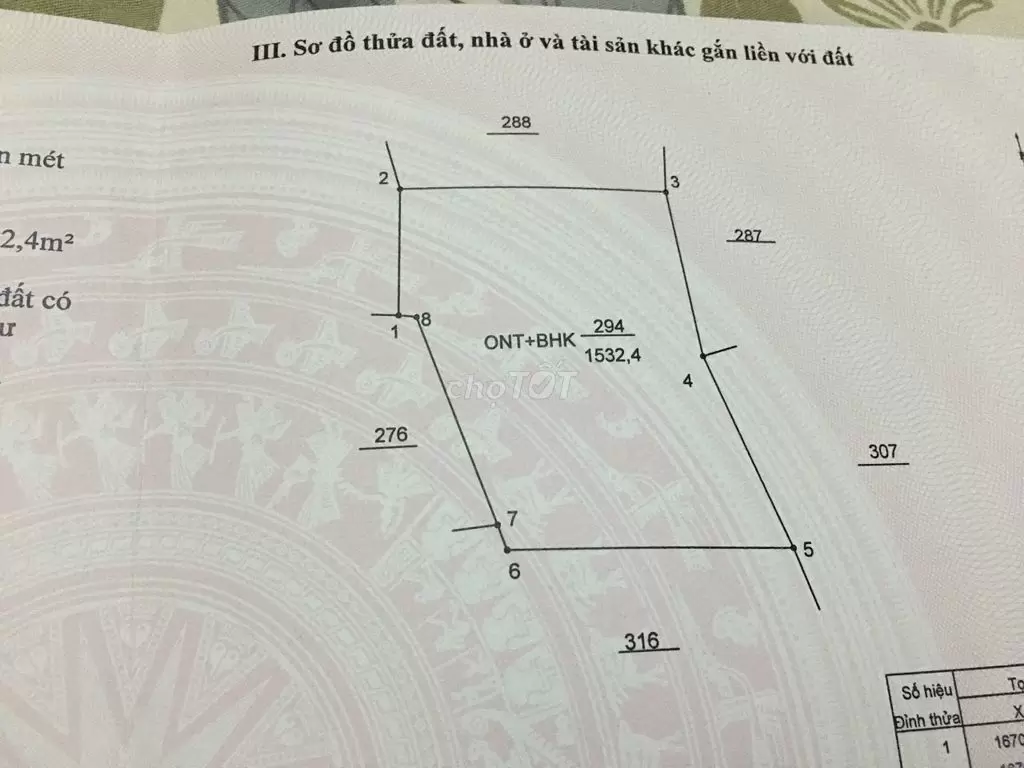 III. Sơ đồ thửa đất, nhà ở và tài sản khác gắn liền với đất
288
n mét
2
3
287
2,4m²
đất có
ư
1
8
ONT+BHK 294
1532,4
4
chợTỐT
276
307
7
5
6
316
Số hiệu
Đỉnh thửa
X
1
1670